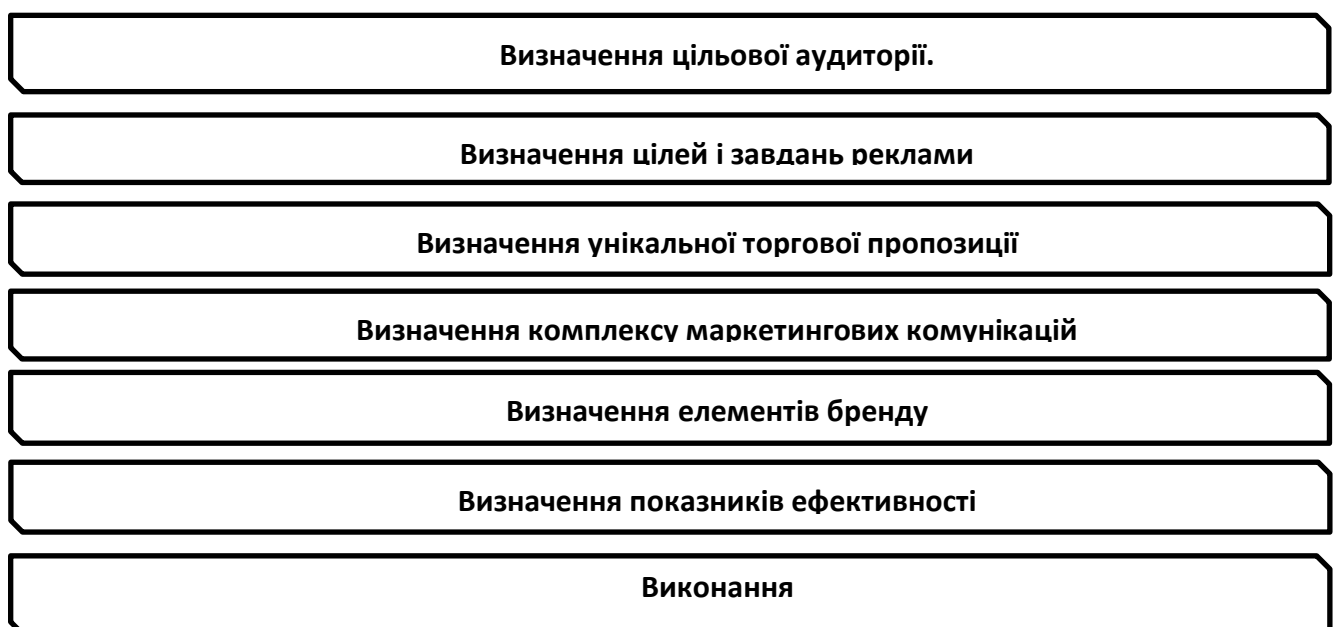 Визначення цільової аудиторії.
Визначення цілей і завдань реклами
Визначення унікальної торгової пропозиції
Визначення комплексу маркетингових комунікацій
Визначення елементів бренду
Визначення показників ефективності
Виконання